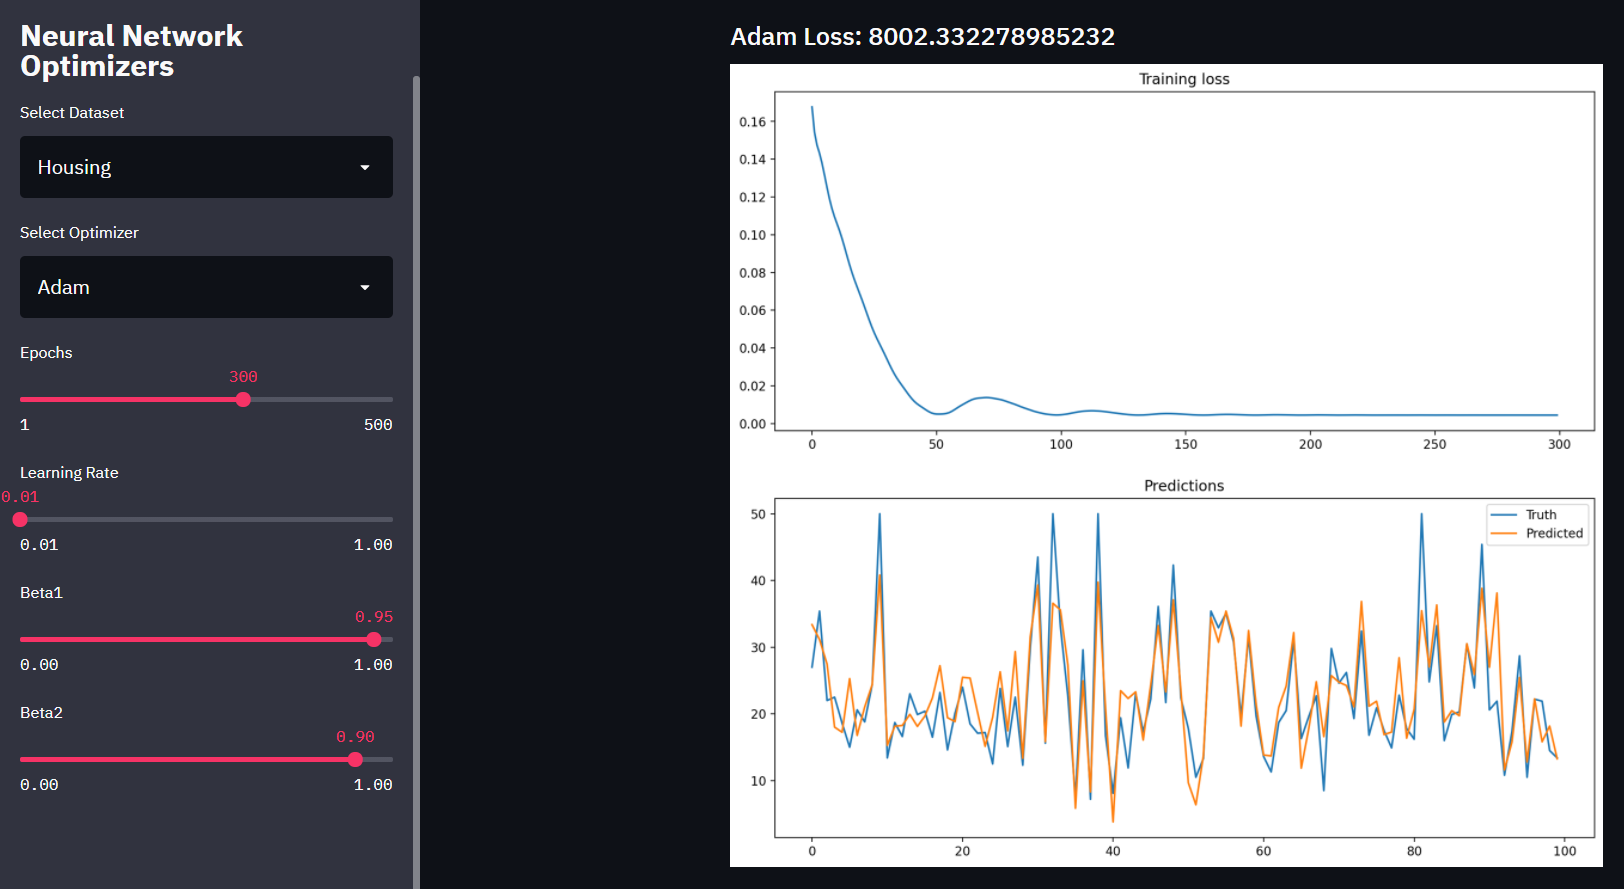 Neural Network
Optimizers
Select Dataset
Housing
Select Optimizer
Adam
Epochs
300
1 500
Learning Rate
0.01
0.01 1.00
Beta1
0.95
0.00 1.00
Beta2
0.90
0.00 1.00
Adam Loss: 8002.332278985232
Training loss
0.16
0.14
0.12
0.10
0.08
0.06
0.04
0.02
0.00
0 50 100 150 200 250 300
Predictions
Truth
Predicted
50
40
30
20
10
0 20 40 60 80 100